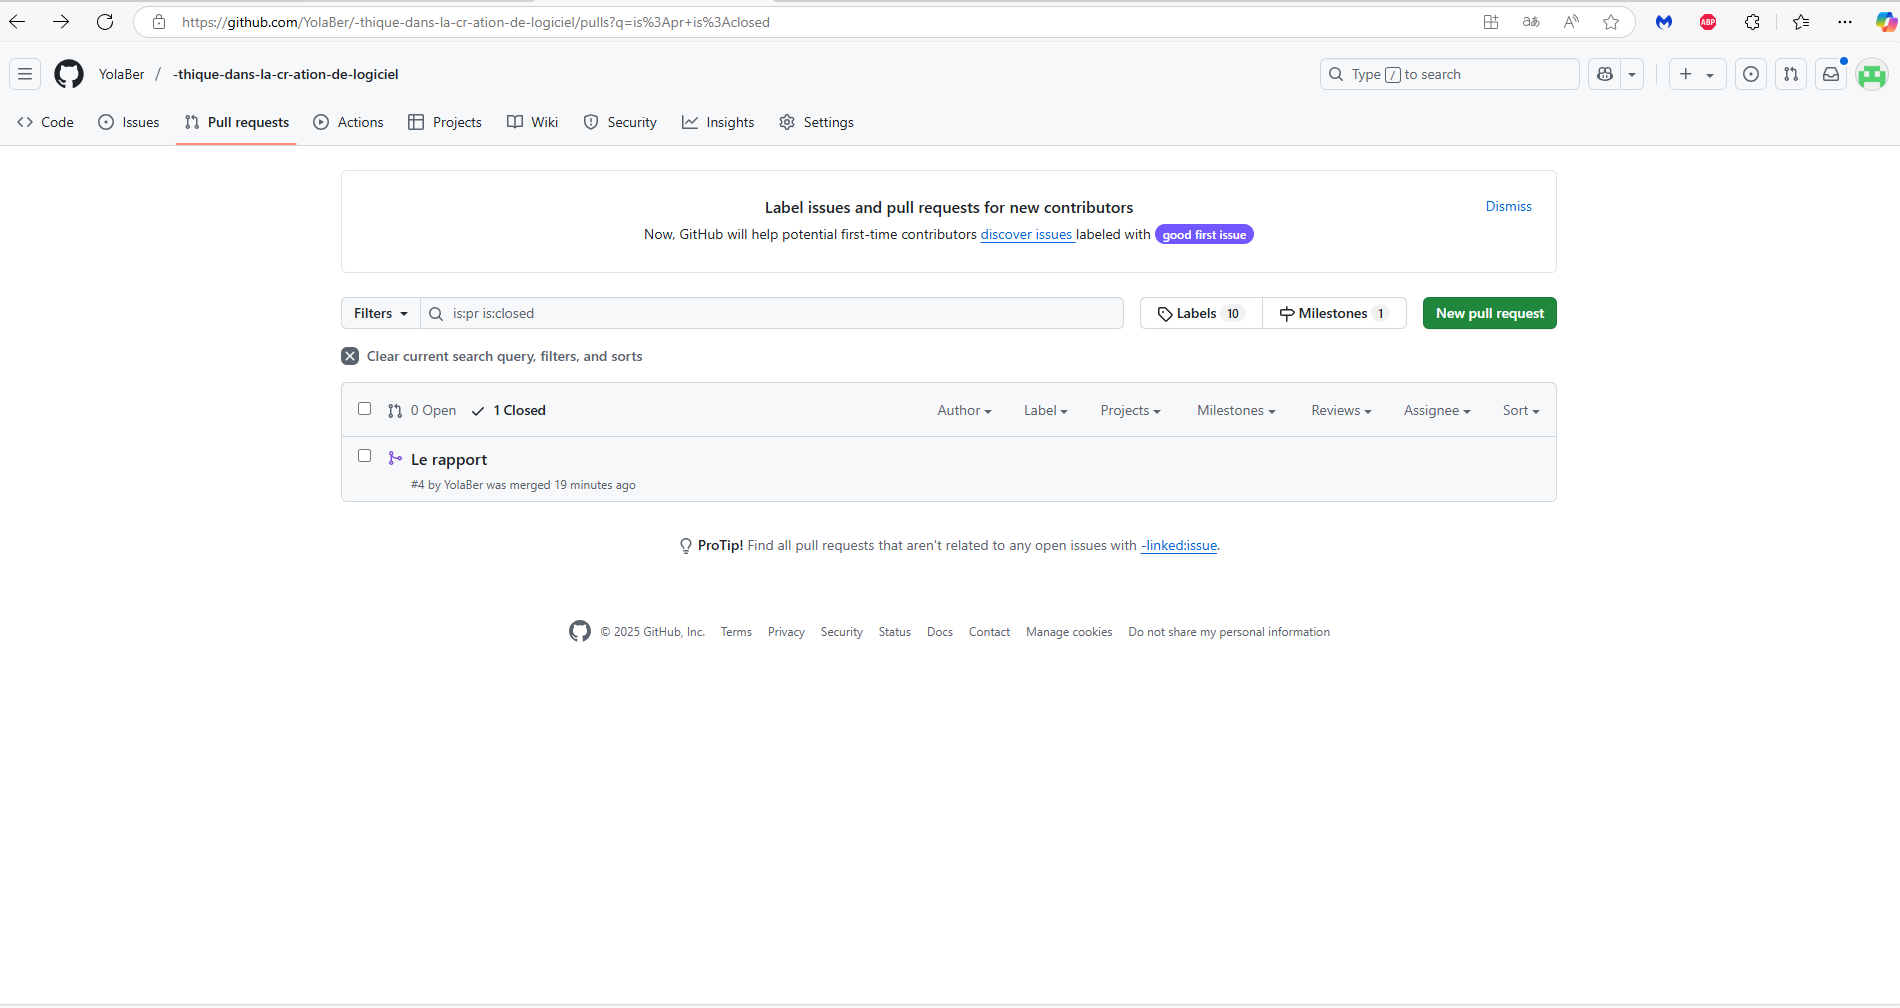 https://github.com/YolaBer/-thique-dans-la-cr-ation-de-logiciel/pulls?q=is%3Apr+is%3Aclosed
YolaBer / -thique-dans-la-cr-ation-de-logiciel
Type / to search
Code Issues Pull requests Actions Projects Wiki Security Insights Settings
Label issues and pull requests for new contributors
Dismiss
Now, GitHub will help potential first-time contributors discover issues labeled with good first issue
Filters is:pr is:closed Labels 10 Milestones 1 New pull request
Clear current search query, filters, and sorts
0 Open 1 Closed Author Label Projects Milestones Reviews Assignee Sort
Le rapport
#4 by YolaBer was merged 19 minutes ago
ProTip! Find all pull requests that aren't related to any open issues with -linked:issue.
© 2025 GitHub, Inc. Terms Privacy Security Status Docs Contact Manage cookies Do not share my personal information